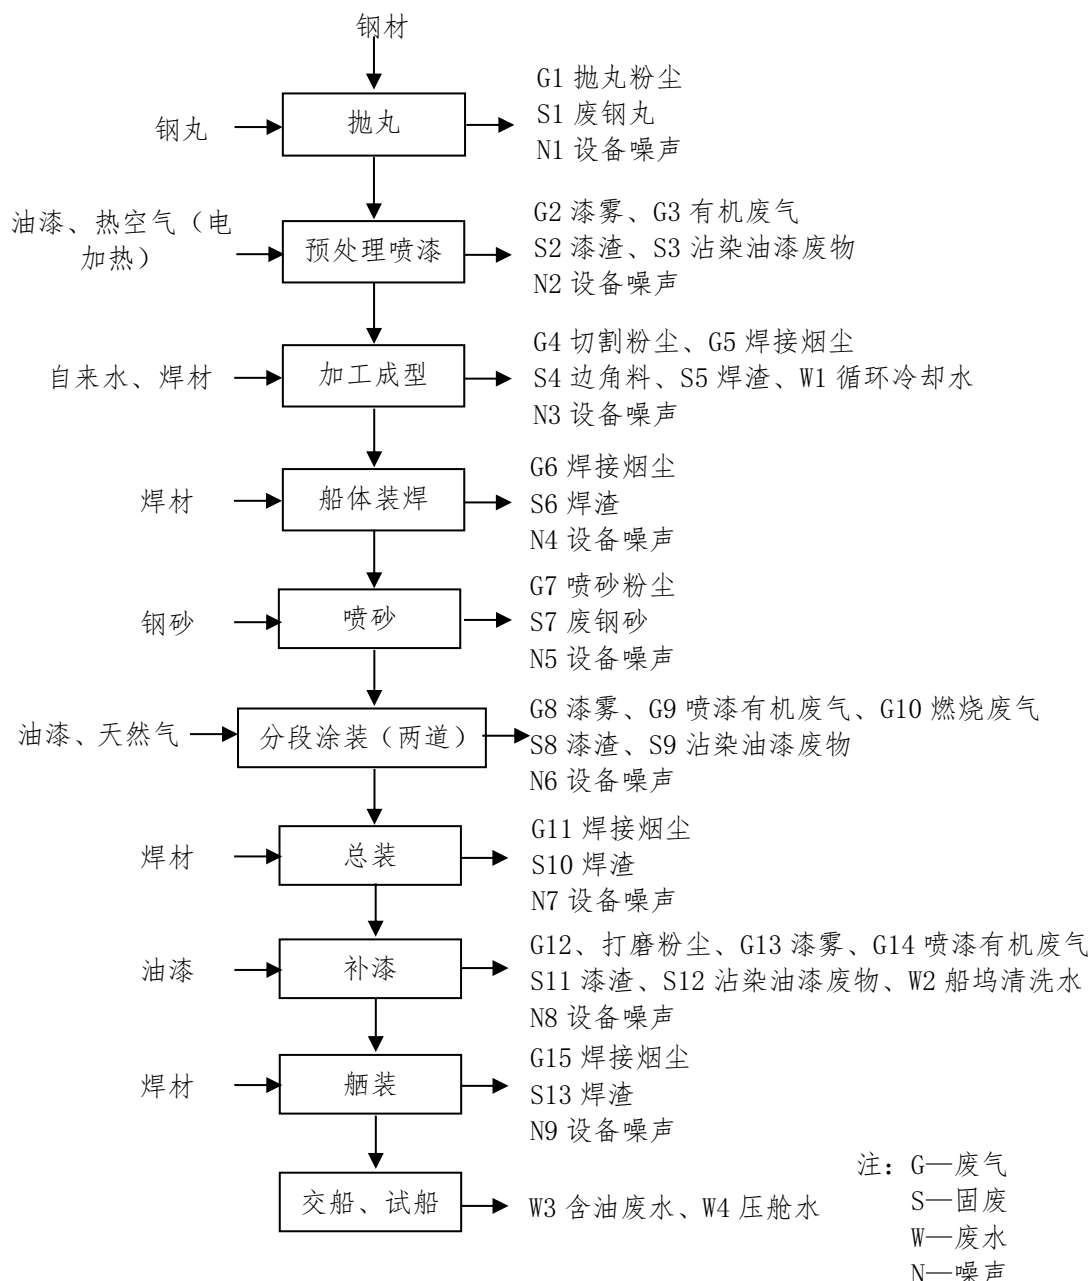 钢材
钢丸
抛丸
G1 抛丸粉尘
S1 废钢丸
N1 设备噪声
油漆、热空气（电
加热）
预处理喷漆
G2 漆雾、G3 有机废气
S2 漆渣、S3 沾染油漆废物
N2 设备噪声
自来水、焊材
加工成型
G4 切割粉尘、G5 焊接烟尘
S4 边角料、S5 焊渣、W1 循环冷却水
N3 设备噪声
焊材
船体装焊
G6 焊接烟尘
S6 焊渣
N4 设备噪声
钢砂
喷砂
G7 喷砂粉尘
S7 废钢砂
N5 设备噪声
油漆、天然气
分段涂装（两道）
G8 漆雾、G9 喷漆有机废气、G10 燃烧废气
S8 漆渣、S9 沾染油漆废物
N6 设备噪声
焊材
总装
G11 焊接烟尘
S10 焊渣
N7 设备噪声
油漆
补漆
G12、打磨粉尘、G13 漆雾、G14 喷漆有机废气
S11 漆渣、S12 沾染油漆废物、W2 船坞清洗水
N8 设备噪声
焊材
舾装
G15 焊接烟尘
S13 焊渣
N9 设备噪声
交船、试船
W3 含油废水、W4 压舱水
注：G—废气
S—固废
W—废水
N—噪声